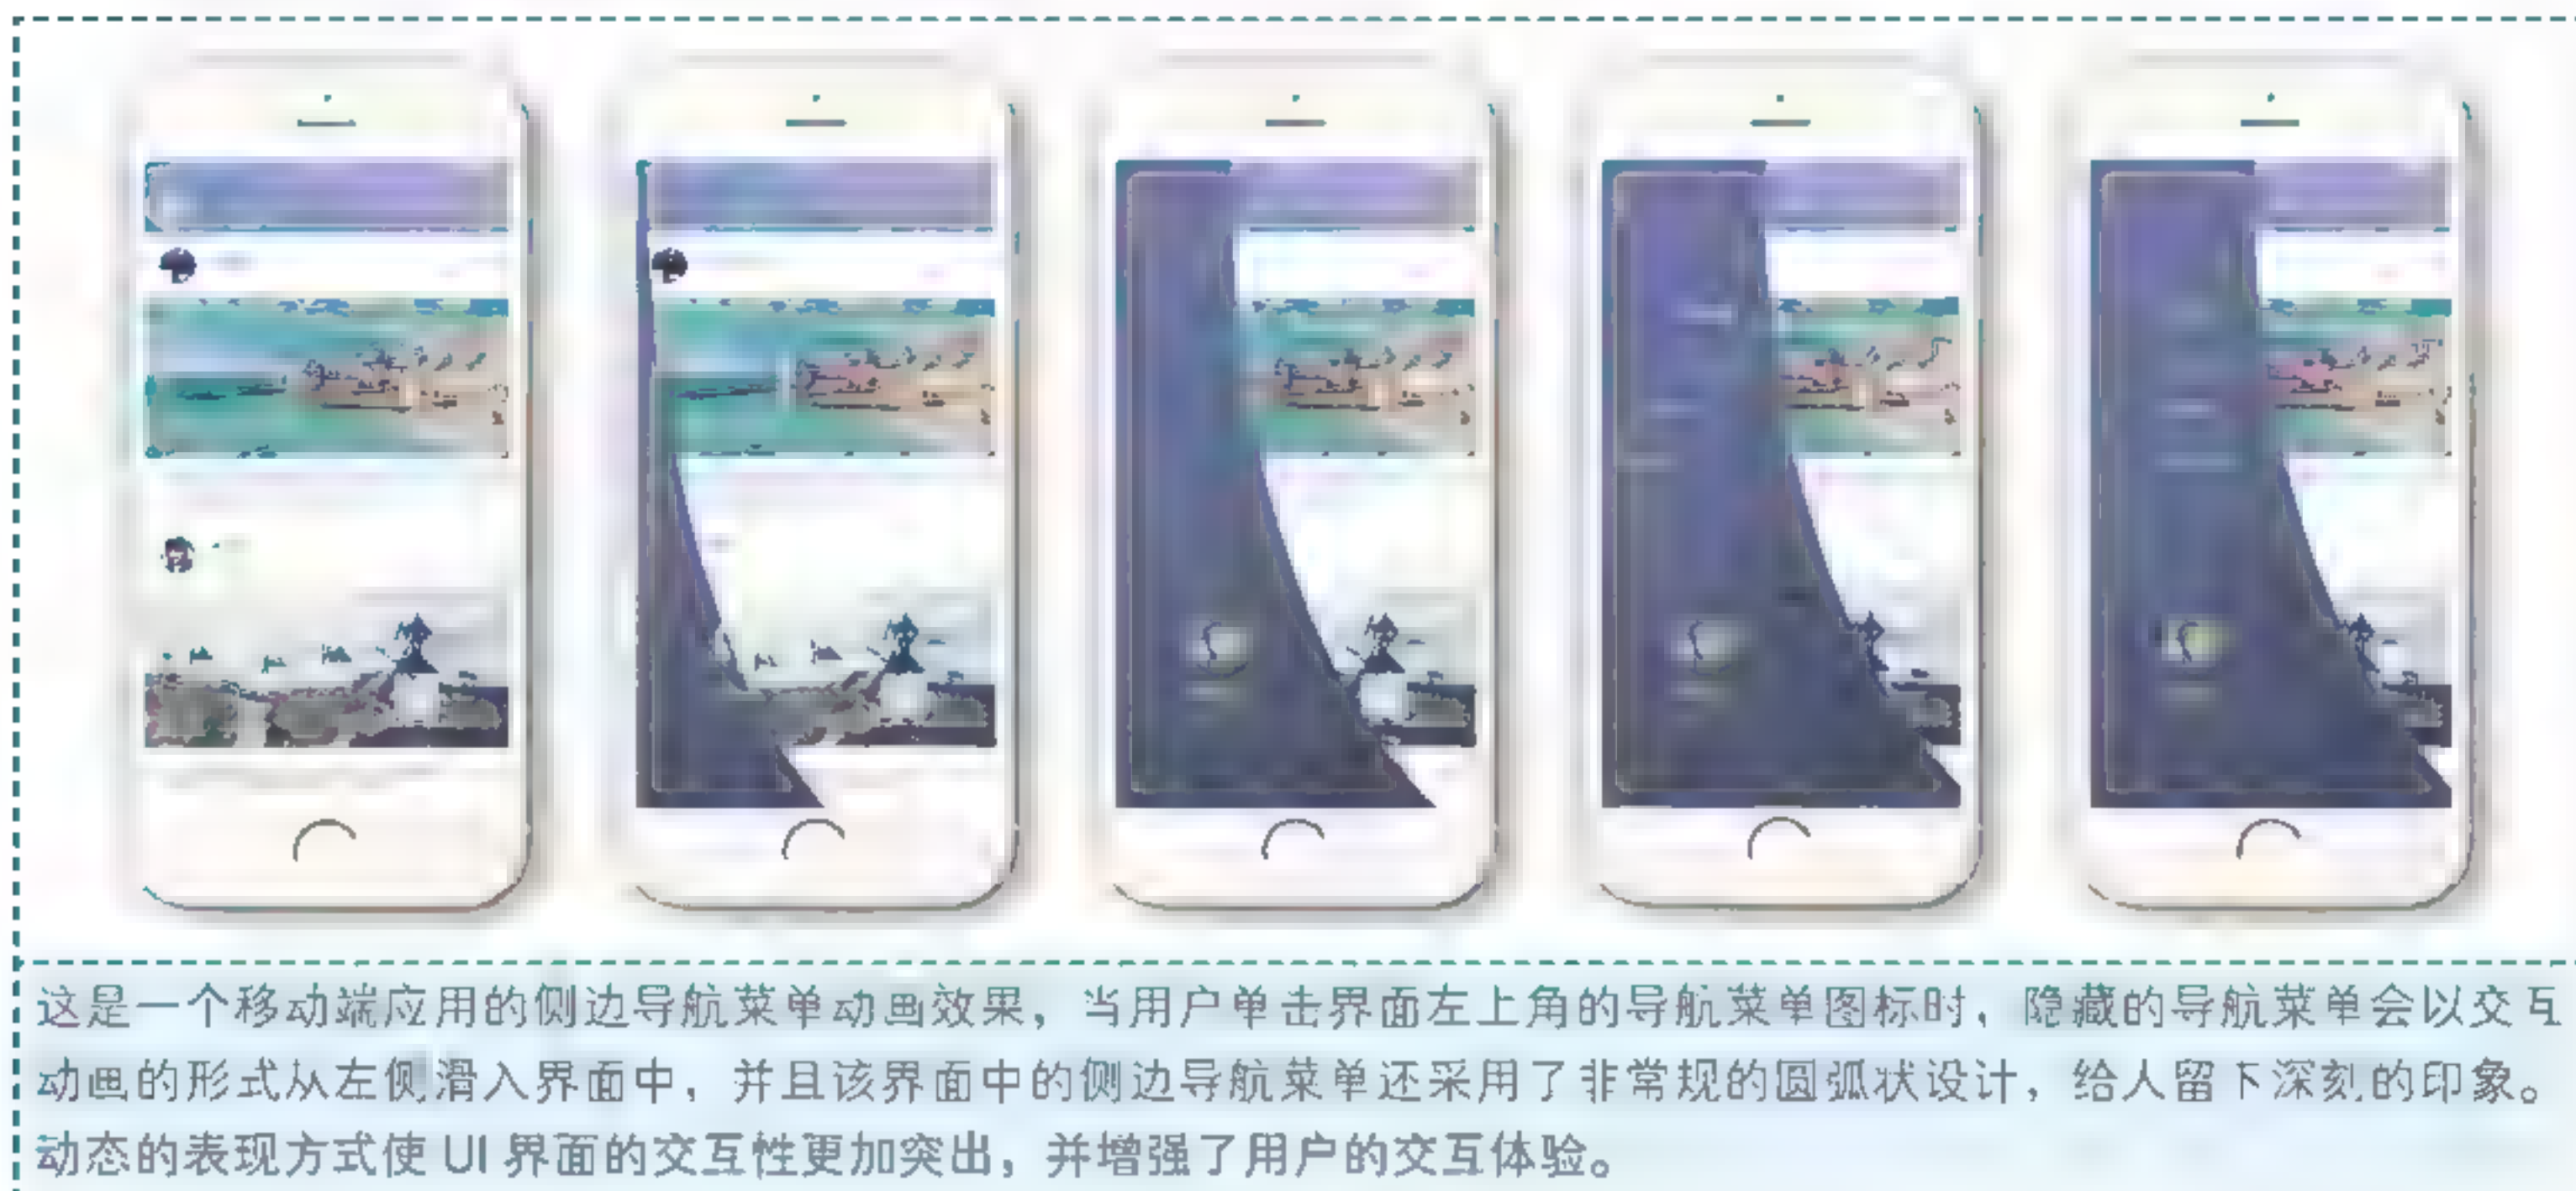 这是一个移动端应用的侧边导航菜单动画效果，当用户单击界面左上角的导航菜单图标时，隐藏的导航菜单会以交互
动画的形式从左侧滑入界面中，并且该界面中的侧边导航菜单还采用了非常规的圆弧状设计，给人留下深刻的印象。
动态的表现方式使 UI 界面的交互性更加突出，并增强了用户的交互体验。